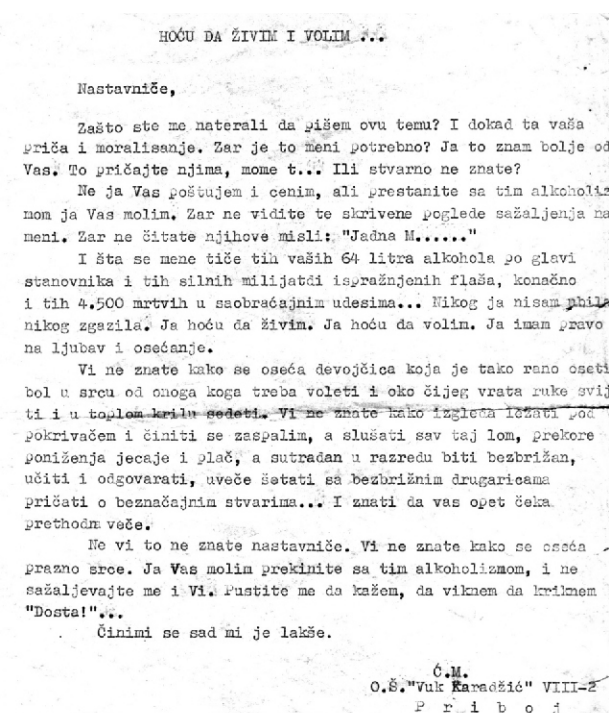 HOĆU DA ŽIVIM I VOLIM ...
Nastavniče,
Zašto ste me naterali da pišem ovu temu? I dokad ta vaša
priča i moralisanje. Zar je to meni potrebno? Ja to znam bolje od
Vas. To pričajte njima, mome t... Ili stvarno ne znate?
Ne ja Vas poštujem i cenim, ali prestanite sa tim alkoholiz
mom ja Vas molim. Zar ne vidite te skrivene poglede sažaljenja na
meni. Zar ne čitate njihove misli: "Jadna M......"
I šta se mene tiče tih vaših 64 litra alkohola po glavi
stanovnika i tih silnih milijatdi ispražnjenih flaša, konačno
i tih 4.500 mrtvih u saobraćajnim udesima... Nikog ja nisam ubila
nikog zgazila. Ja hoću da živim. Ja hoću da volim. Ja imam pravo
na ljubav i osećanje.
Vi ne znate kako se oseća devojčica koja je tako rano oseti
bol u srcu od onoga koga treba voleti i oko čijeg vrata ruke svij
ti i u toplom krilu sedeti. Vi ne znate kako izgleda ležati pod
pokrivačem i činiti se zaspalim, a slušati sav taj lom, prekore
poniženja jecaje i plač, a sutradan u razredu biti bezbrižan,
učiti i odgovarati, uveče šetati sa bezbrižnim drugaricama
pričati o beznačajnim stvarima... I znati da vas opet čeka
prethodn veče.
Ne vi to ne znate nastavniče. Vi ne znate kako se oseća
prazno srce. Ja Vas molim prekinite sa tim alkoholizmom, i ne
sažaljevajte me i Vi. Pustite me da kažem, da viknem da kriknem
"Dosta!"...
Činimi se sad mi je lakše.
Ć.M.
O.Š."Vuk Karadžić" VIII-2
P r i b o j